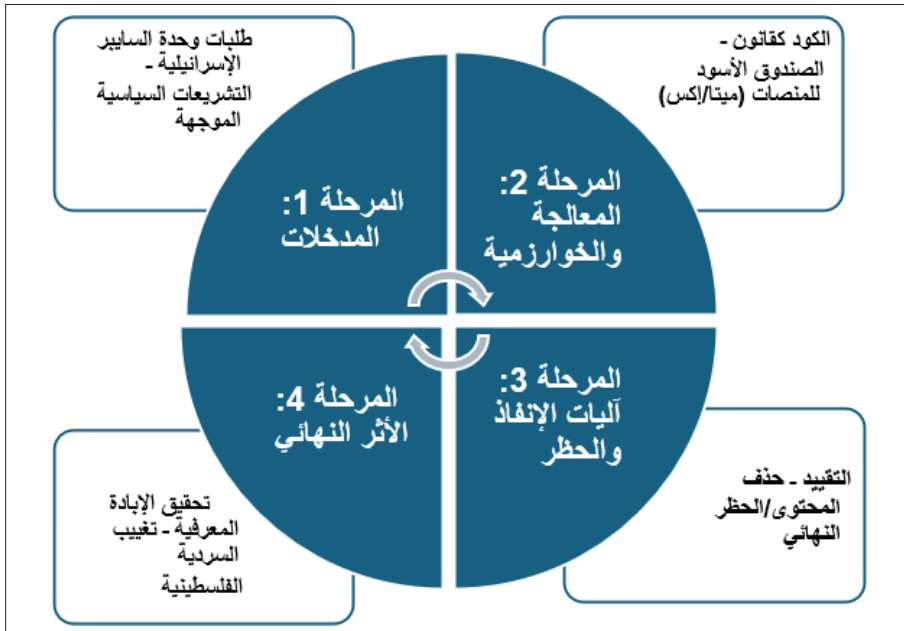 طلبات وحدة السايبر
الإسرائيلية -
التشريعات السياسية
الموجهة
المرحلة 1:
المدخلات
الكود كقانون -
الصندوق الأسود
للمنصات (ميتا/إكس)
المرحلة 2:
المعالجة
والخوارزمية
المرحلة 3:
آليات الإنفاذ
والحظر
التقييد - حذف
المحتوى/الحظر
النهائي
المرحلة 4:
الأثر النهائي
تحقيق الإبادة
المعرفية - تغييب
السردية
الفلسطينية